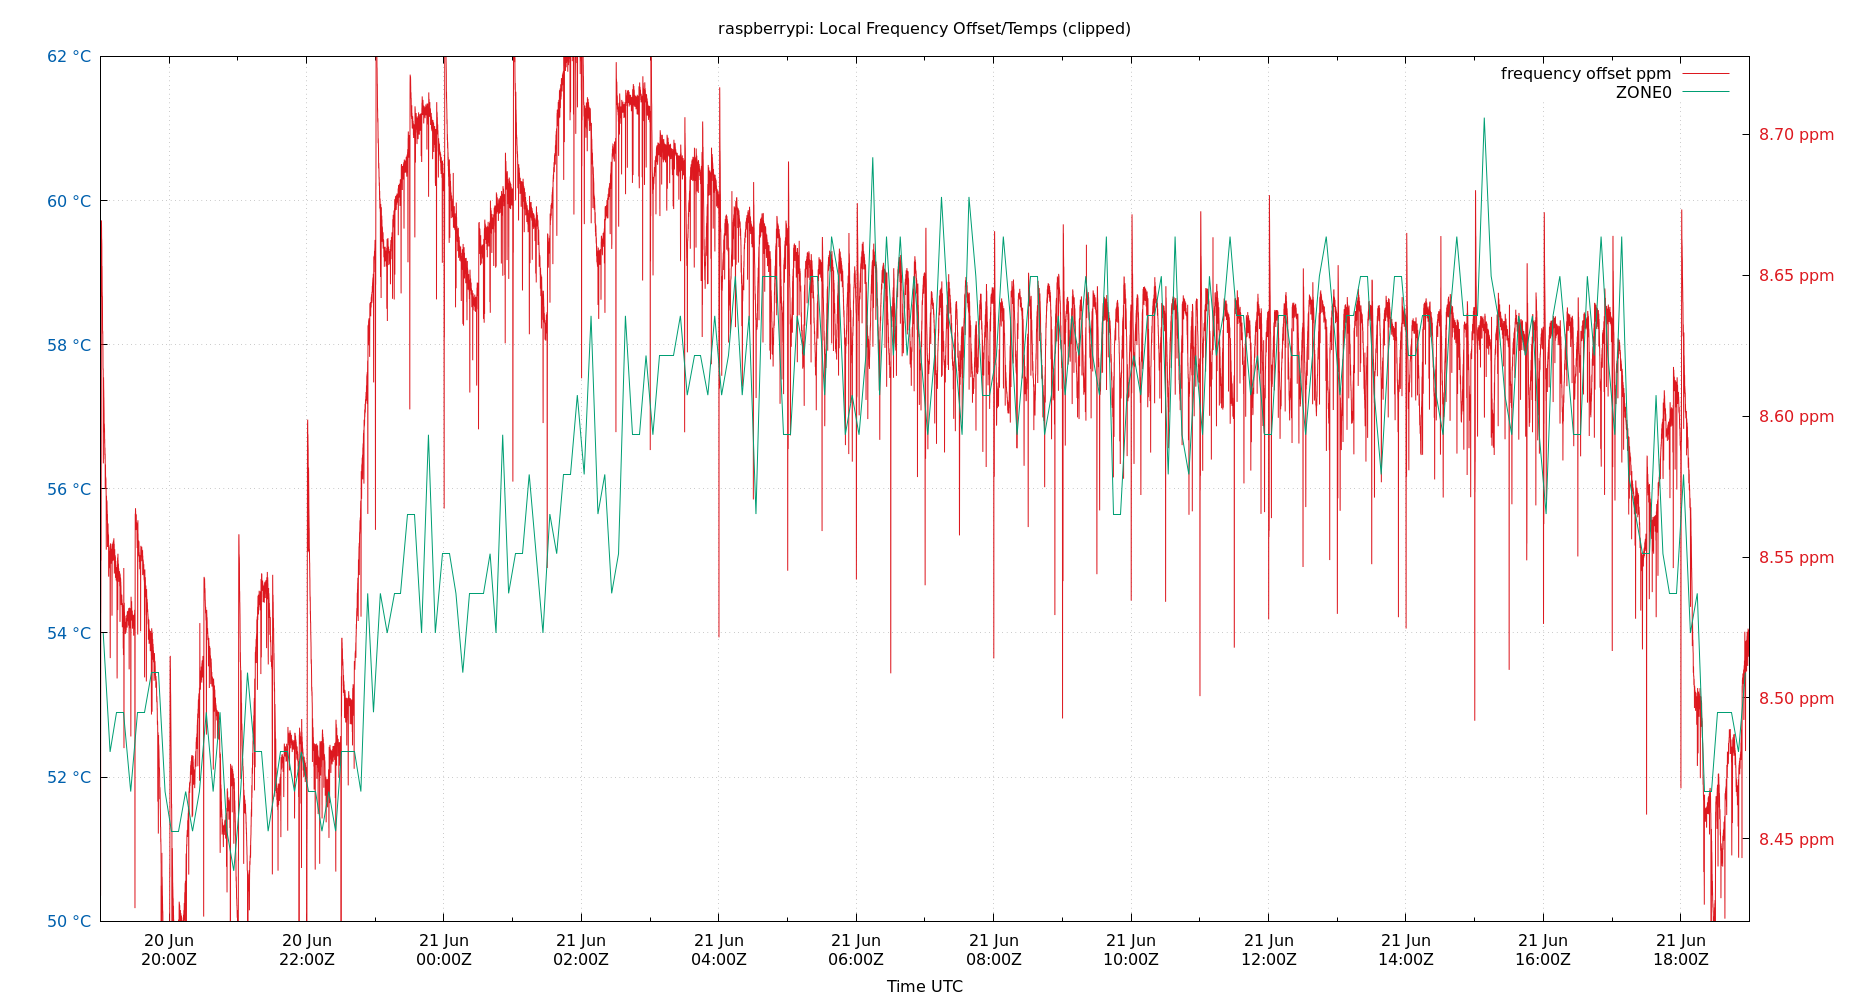 raspberrypi: Local Frequency Offset/Temps (clipped)
frequency offset ppm
ZONE0
62 °C
60 °C
58 °C
56 °C
54 °C
52 °C
50 °C
8.70 ppm
8.65 ppm
8.60 ppm
8.55 ppm
8.50 ppm
8.45 ppm
20 Jun 20 Jun 21 Jun 21 Jun 21 Jun 21 Jun 21 Jun 21 Jun 21 Jun 21 Jun 21 Jun 21 Jun
20:00Z 22:00Z 00:00Z 02:00Z 04:00Z 06:00Z 08:00Z 10:00Z 12:00Z 14:00Z 16:00Z 18:00Z
Time UTC